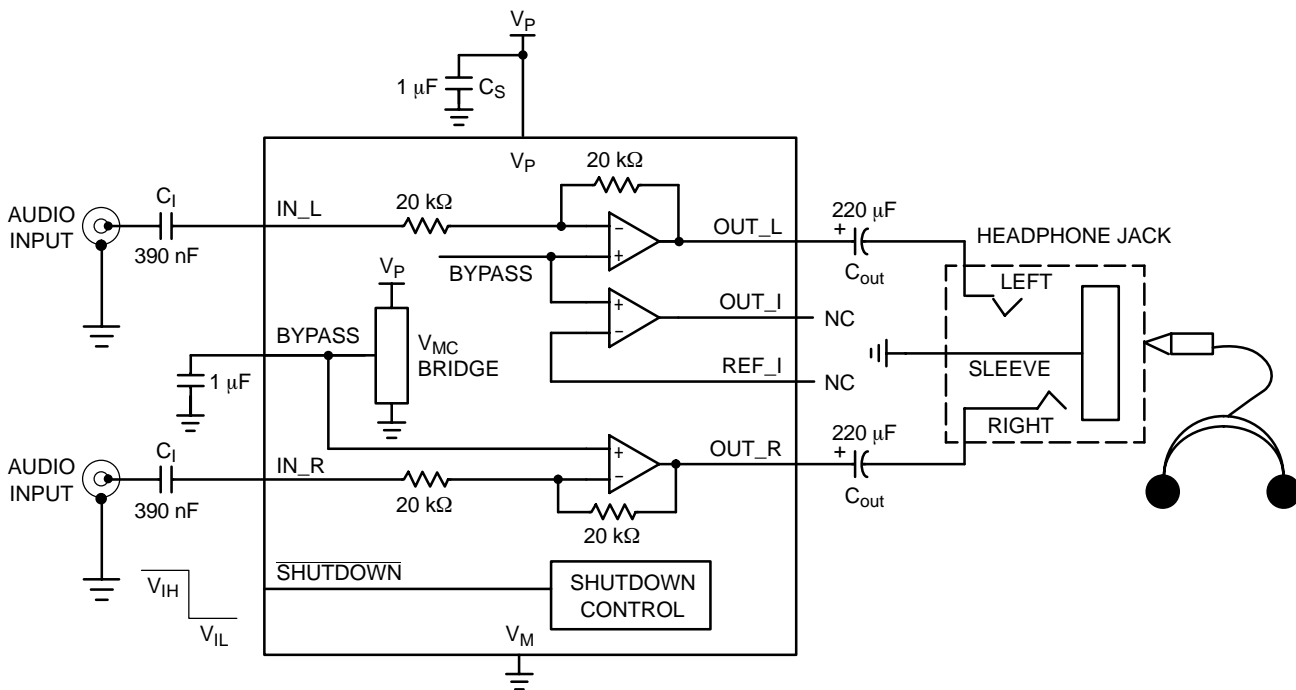 V_P
1 μF
C_S
V_P
20 kΩ
AUDIO
INPUT
C_I
390 nF
IN_L
20 kΩ
−
+
OUT_L
220 μF
+
C_out
HEADPHONE JACK
LEFT
BYPASS
V_P
+
−
OUT_I
NC
BYPASS
V_MC
BRIDGE
1 μF
REF_I
NC
SLEEVE
RIGHT
AUDIO
INPUT
C_I
390 nF
IN_R
20 kΩ
+
−
20 kΩ
OUT_R
220 μF
+
C_out
V_IH
V_IL
SHUTDOWN
SHUTDOWN
CONTROL
V_M